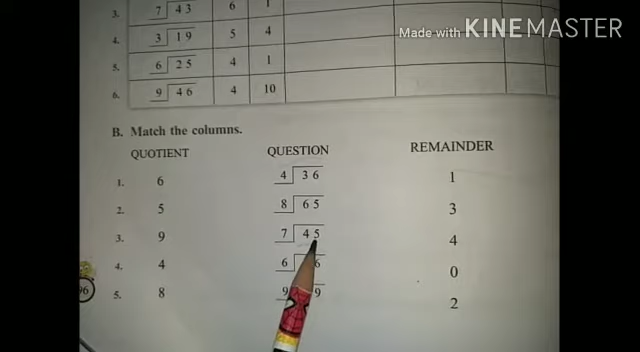 Made with KINEMASTER
3. 7 43 6 1
4. 3 19 5 4
5. 6 25 4 1
6. 9 46 4 10
B. Match the columns.
QUOTIENT QUESTION REMAINDER
1. 6 4 36 1
2. 5 8 65 3
3. 9 7 45 4
4. 4 6 6 0
5. 8 9 9 2